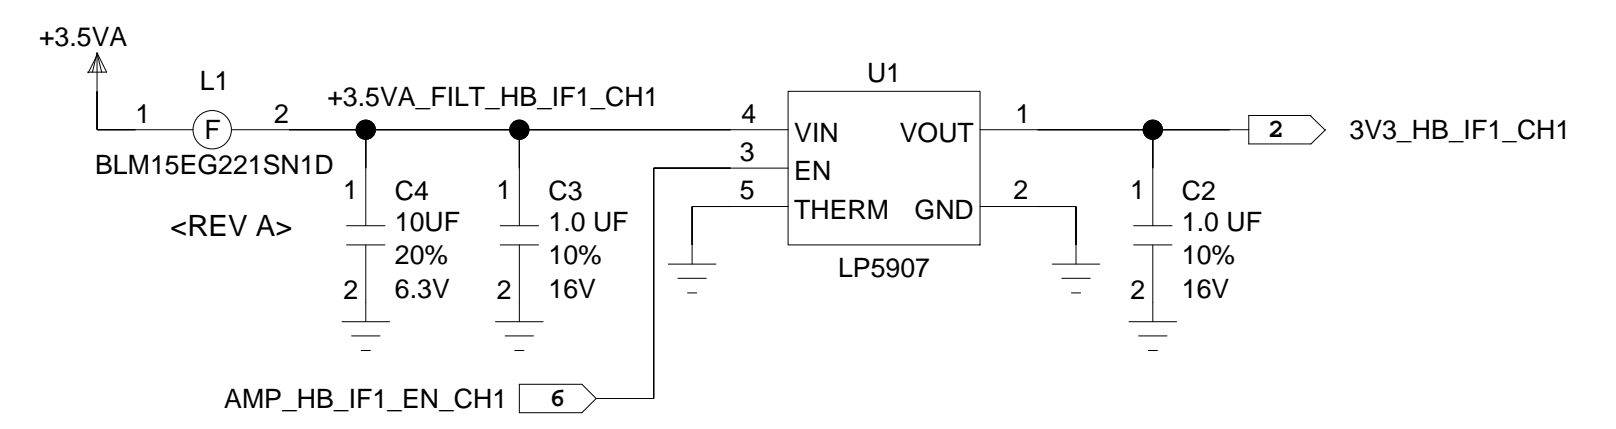 +3.5VA
L1
1 F 2
BLM15EG221SN1D
<REV A>
+3.5VA_FILT_HB_IF1_CH1
1 C4
10UF
20%
2 6.3V
1 C3
1.0 UF
10%
2 16V
U1
4 VIN VOUT 1
3 EN
5 THERM GND 2
LP5907
2 3V3_HB_IF1_CH1
1 C2
1.0 UF
10%
2 16V
AMP_HB_IF1_EN_CH1 6